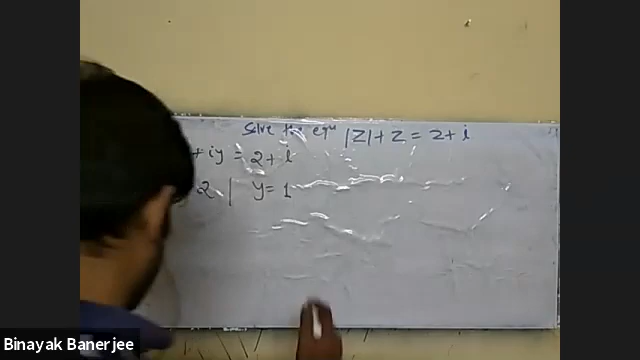 Solve the eqn |Z| + Z = 2 + i
+ iy = 2 + i
2 | y = 1
Binayak Banerjee